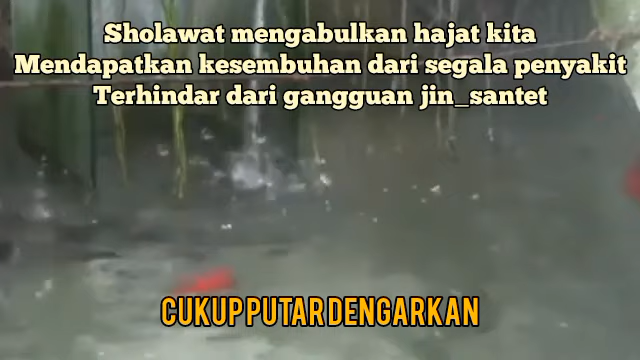 Sholawat mengabulkan hajat kita
Mendapatkan kesembuhan dari segala penyakit
Terhindar dari gangguan jin_santet
CUKUP PUTAR DENGARKAN